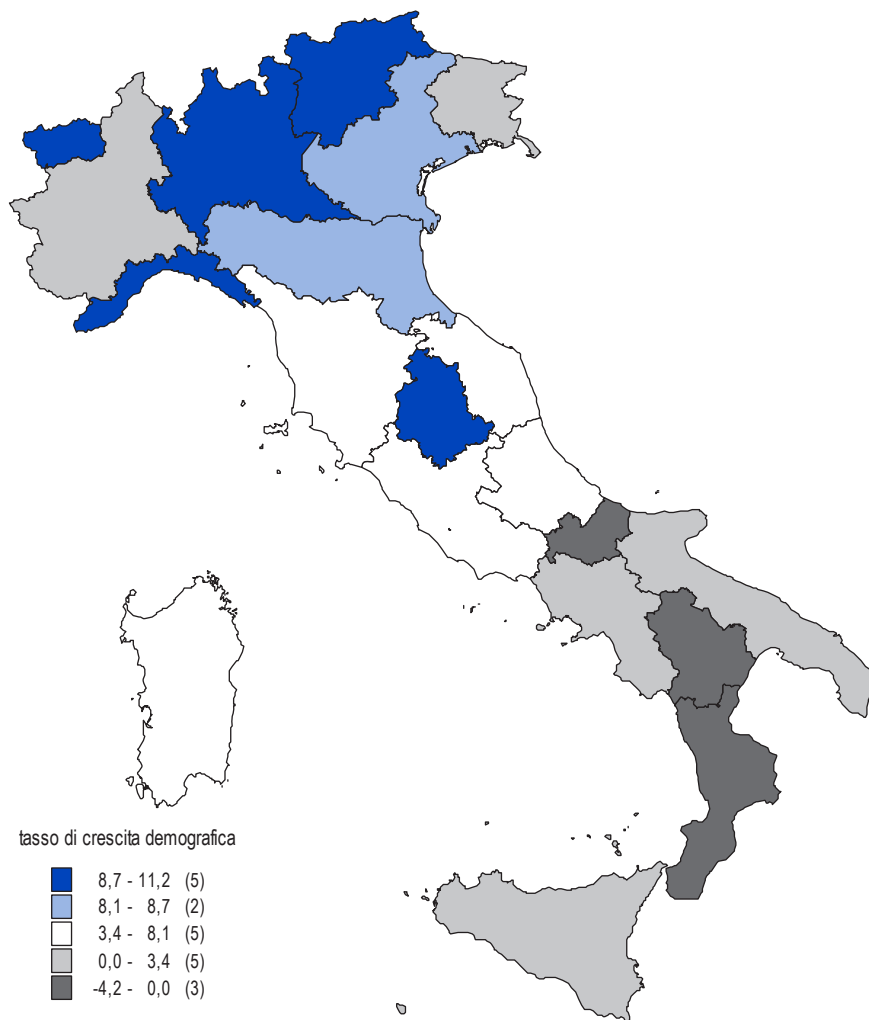 tasso di crescita demografica
8,7 - 11,2 (5)
8,1 - 8,7 (2)
3,4 - 8,1 (5)
0,0 - 3,4 (5)
-4,2 - 0,0 (3)